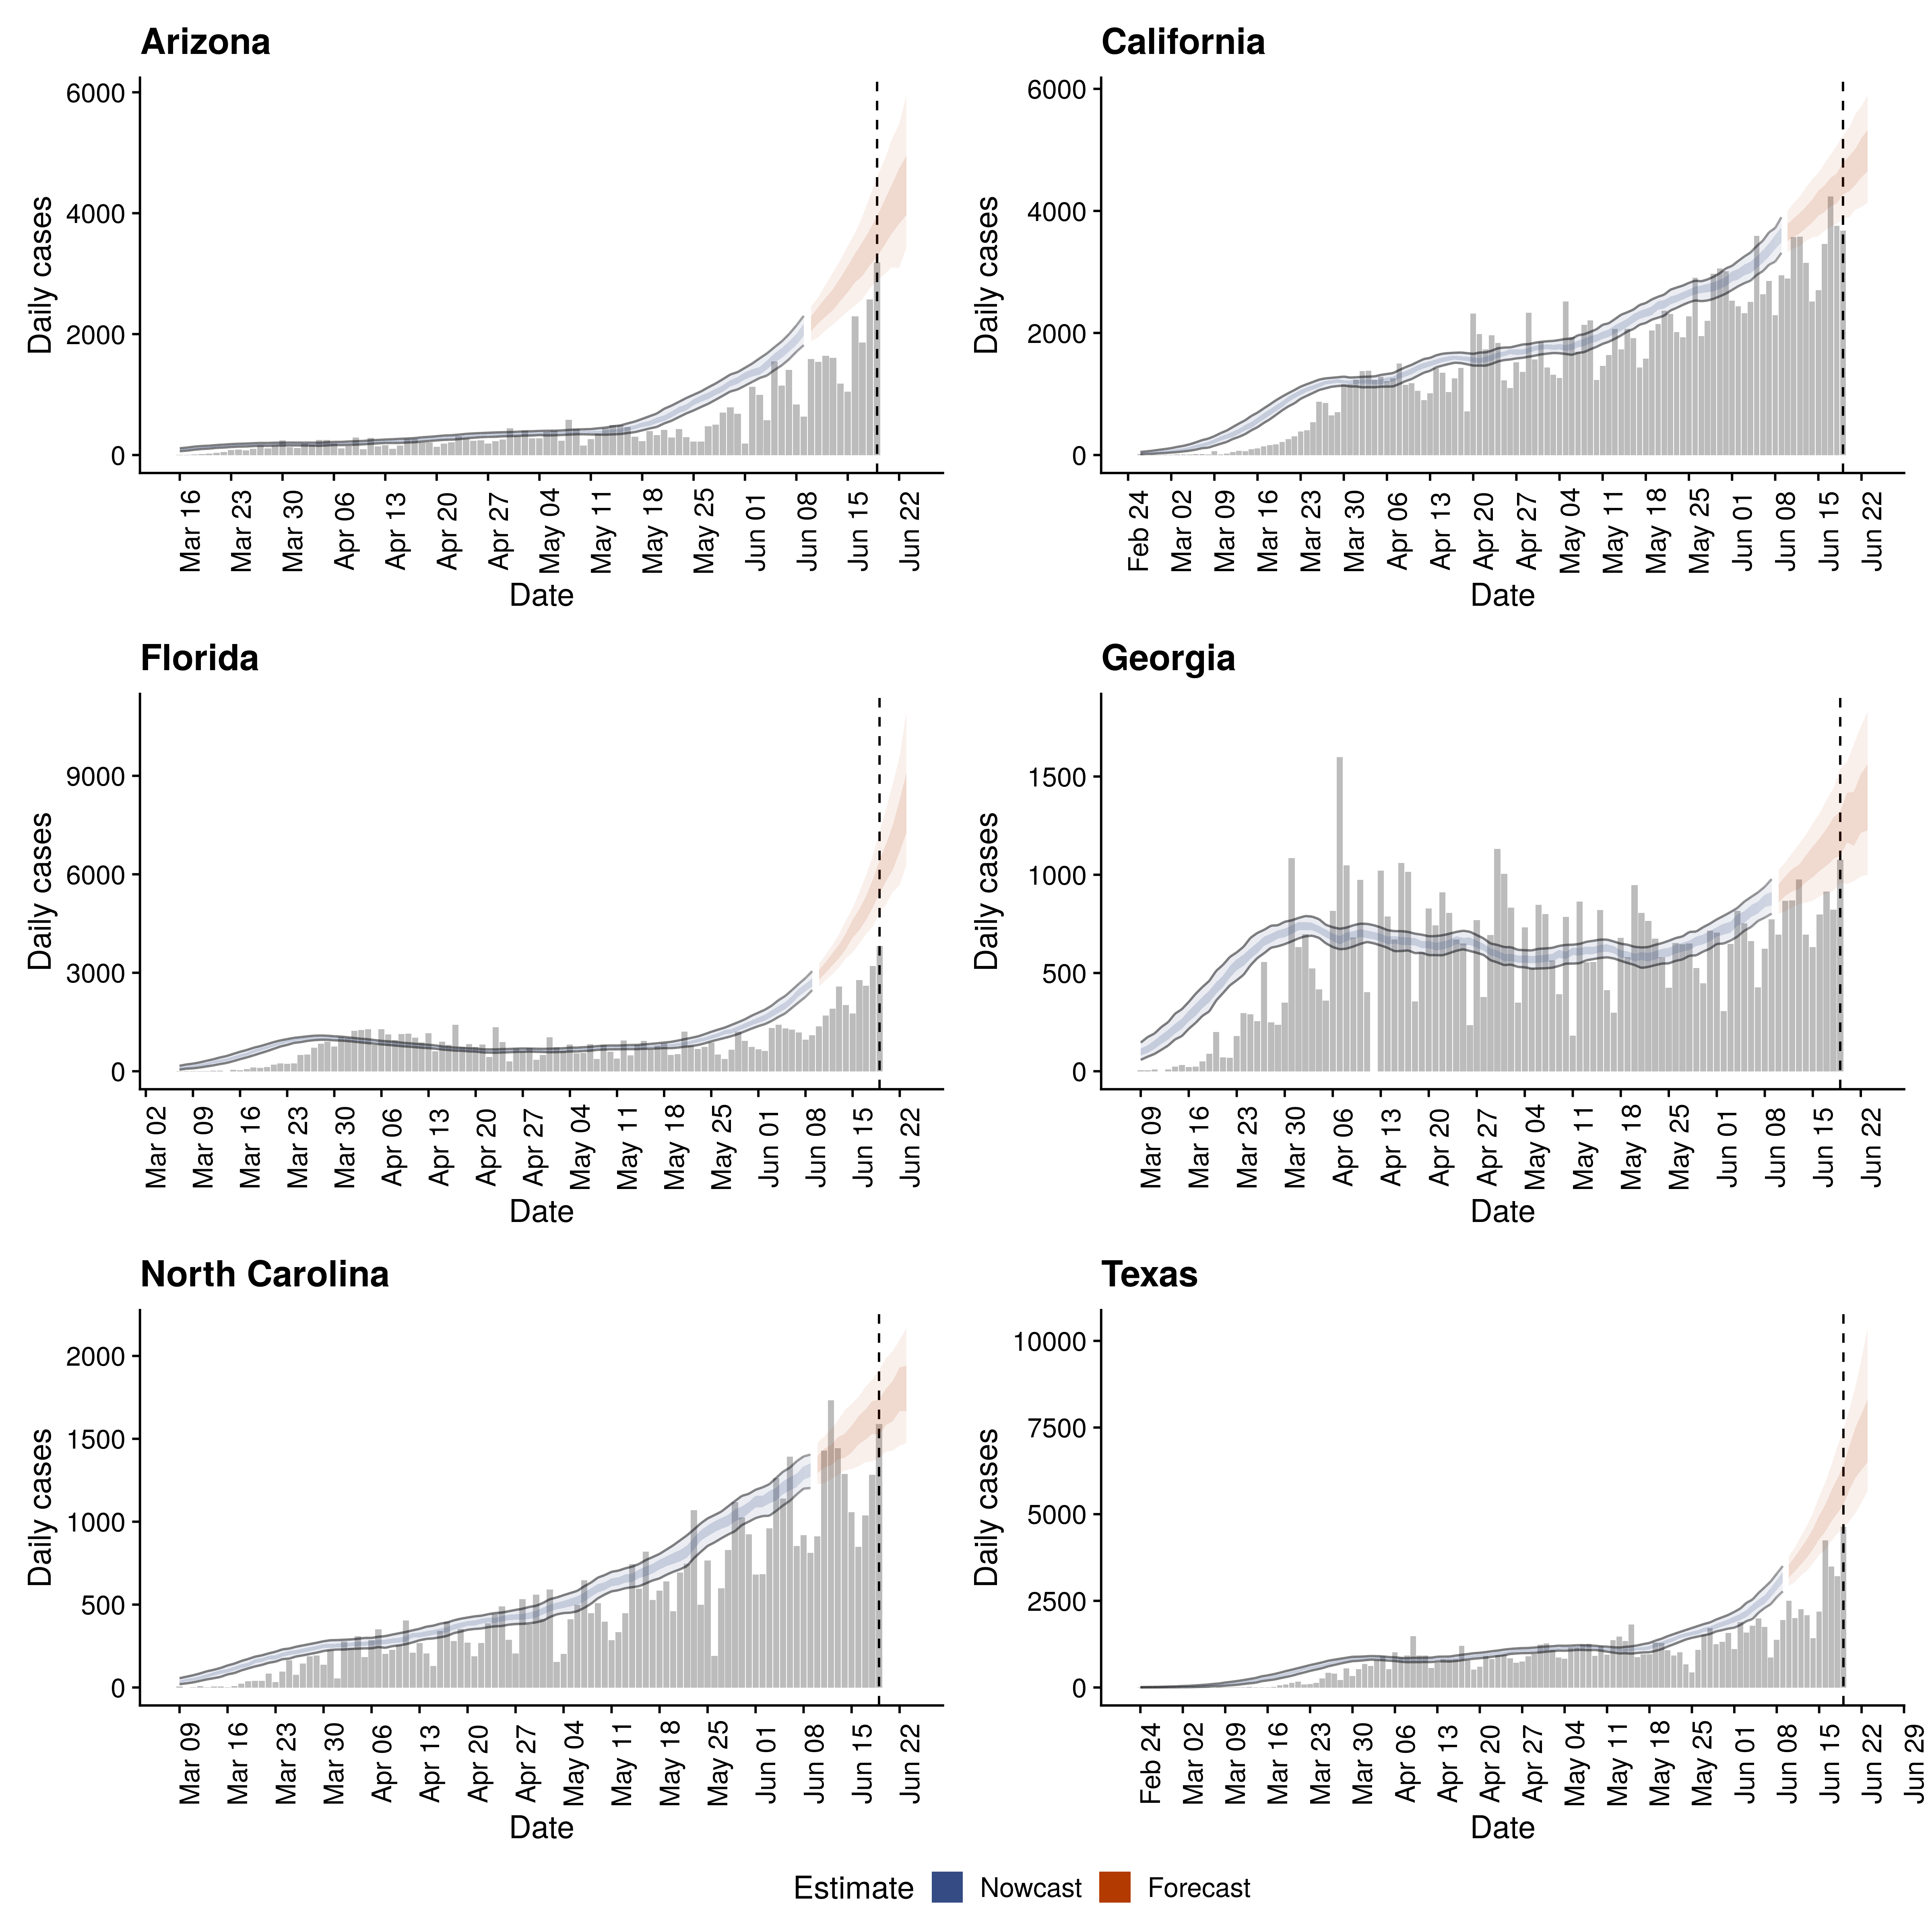 Arizona
Daily cases
6000
4000
2000
0
Mar 16
Mar 23
Mar 30
Apr 06
Apr 13
Apr 20
Apr 27
May 04
May 11
May 18
May 25
Jun 01
Jun 08
Jun 15
Jun 22
Date
California
Daily cases
6000
4000
2000
0
Feb 24
Mar 02
Mar 09
Mar 16
Mar 23
Mar 30
Apr 06
Apr 13
Apr 20
Apr 27
May 04
May 11
May 18
May 25
Jun 01
Jun 08
Jun 15
Jun 22
Date
Florida
Daily cases
9000
6000
3000
0
Mar 02
Mar 09
Mar 16
Mar 23
Mar 30
Apr 06
Apr 13
Apr 20
Apr 27
May 04
May 11
May 18
May 25
Jun 01
Jun 08
Jun 15
Jun 22
Date
Georgia
Daily cases
1500
1000
500
0
Mar 09
Mar 16
Mar 23
Mar 30
Apr 06
Apr 13
Apr 20
Apr 27
May 04
May 11
May 18
May 25
Jun 01
Jun 08
Jun 15
Jun 22
Date
North Carolina
Daily cases
2000
1500
1000
500
0
Mar 09
Mar 16
Mar 23
Mar 30
Apr 06
Apr 13
Apr 20
Apr 27
May 04
May 11
May 18
May 25
Jun 01
Jun 08
Jun 15
Jun 22
Date
Texas
Daily cases
10000
7500
5000
2500
0
Feb 24
Mar 02
Mar 09
Mar 16
Mar 23
Mar 30
Apr 06
Apr 13
Apr 20
Apr 27
May 04
May 11
May 18
May 25
Jun 01
Jun 08
Jun 15
Jun 22
Jun 29
Date
Estimate Nowcast Forecast